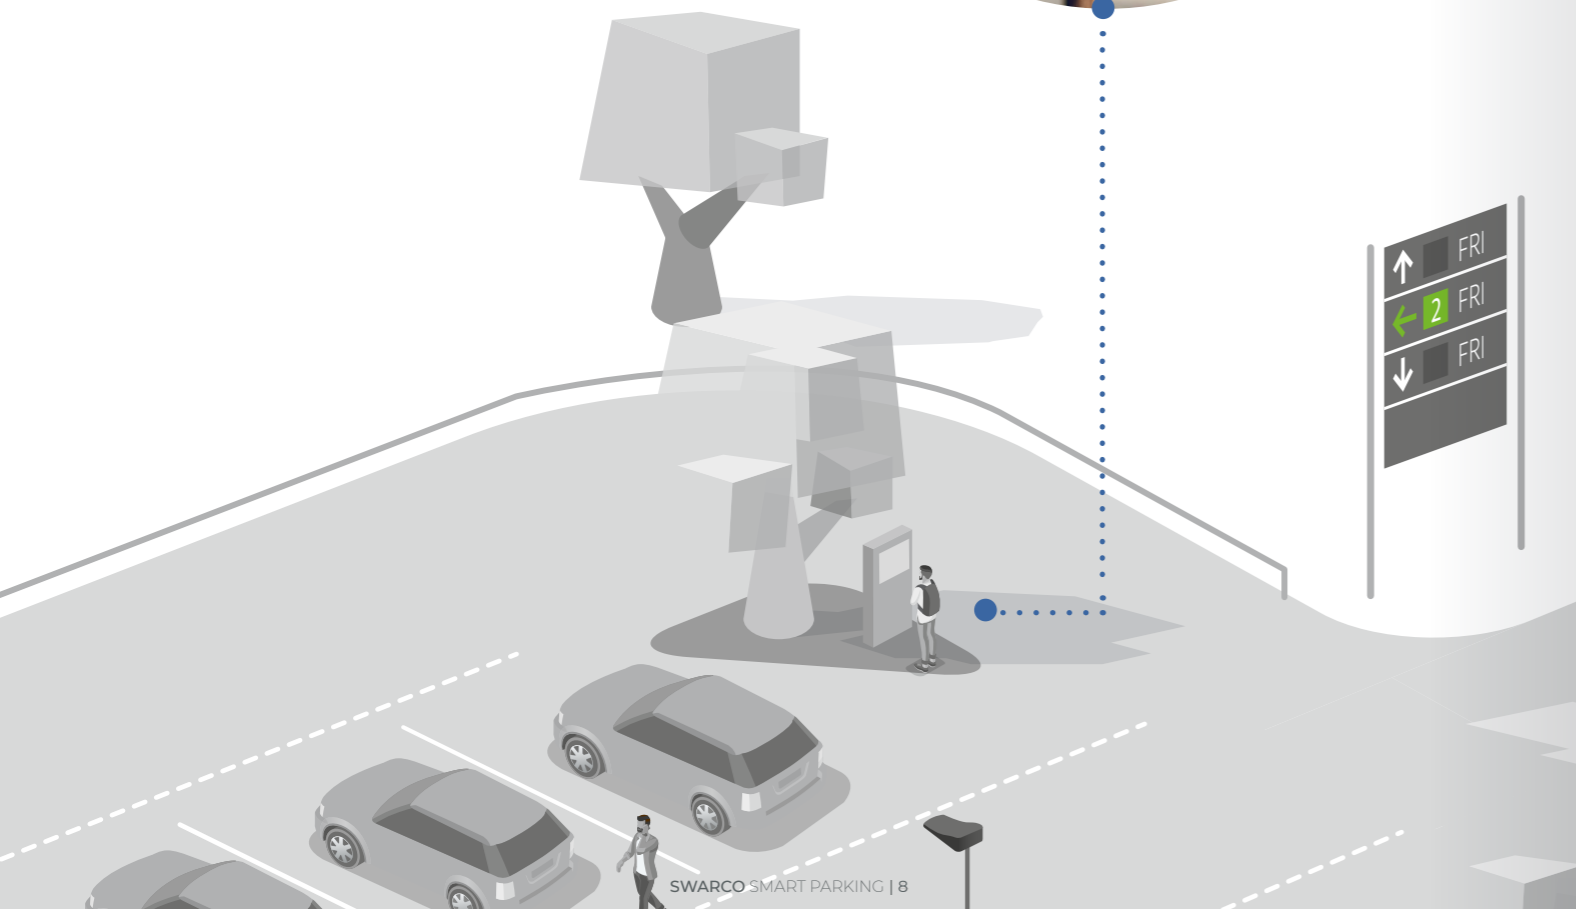 ↑ FRI
← 2 FRI
↓ FRI
SWARCO SMART PARKING | 8